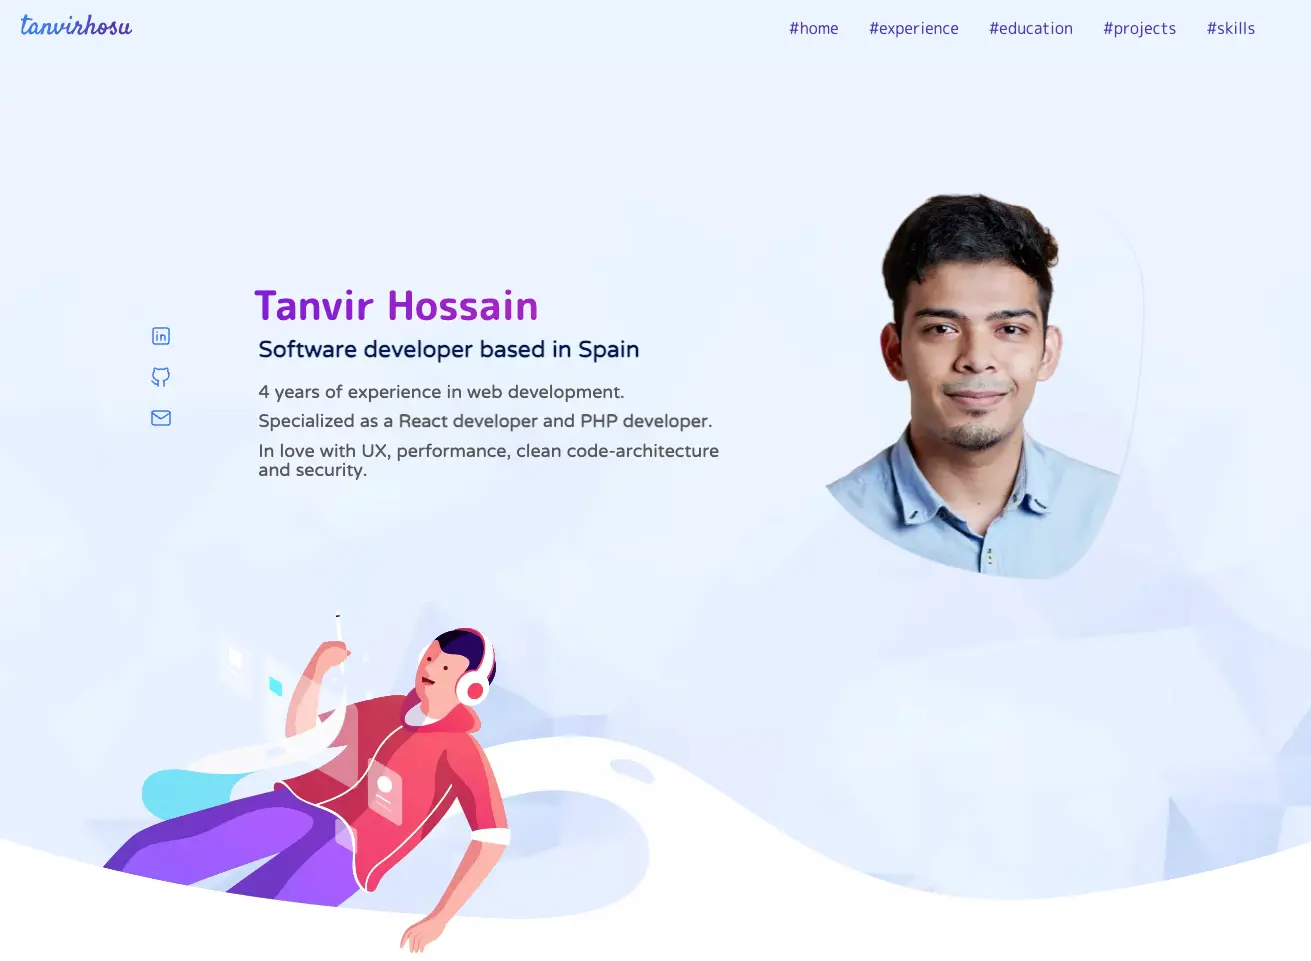 tanvirhosu
#home #experience #education #projects #skills
Tanvir Hossain
Software developer based in Spain
4 years of experience in web development.
Specialized as a React developer and PHP developer.
In love with UX, performance, clean code-architecture
and security.